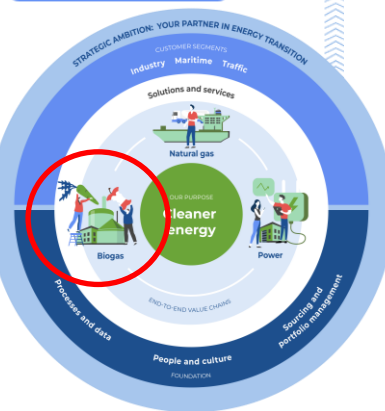 STRATEGIC AMBITION: YOUR PARTNER IN ENERGY TRANSITION
CUSTOMER SEGMENTS
Industry Maritime Traffic
Solutions and services
Natural gas
OUR PURPOSE
Cleaner
energy
Biogas
Power
END-TO-END VALUE CHAINS
Processes and data
People and culture
Sourcing and
portfolio management
FOUNDATION